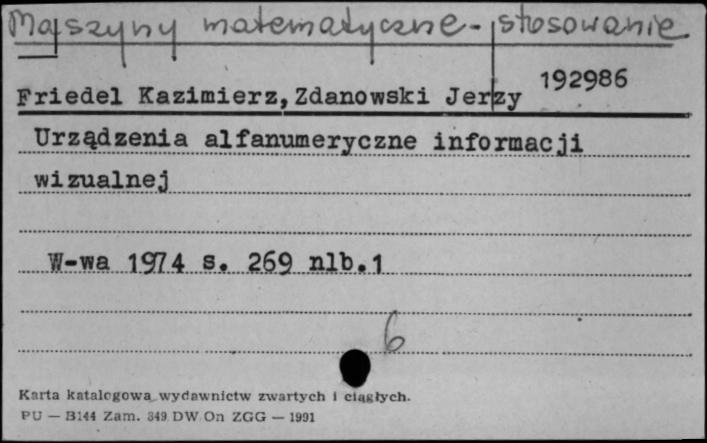 Maszyny matematyczne - stosowanie
192986
Friedel Kazimierz, Zdanowski Jerzy
Urządzenia alfanumeryczne informacji
wizualnej
W-wa 1974 s. 269 nlb.1
6
Karta katalogowa wydawnictw zwartych i ciągłych.
PU — B144 Zam. 349 DW On ZGG — 1991